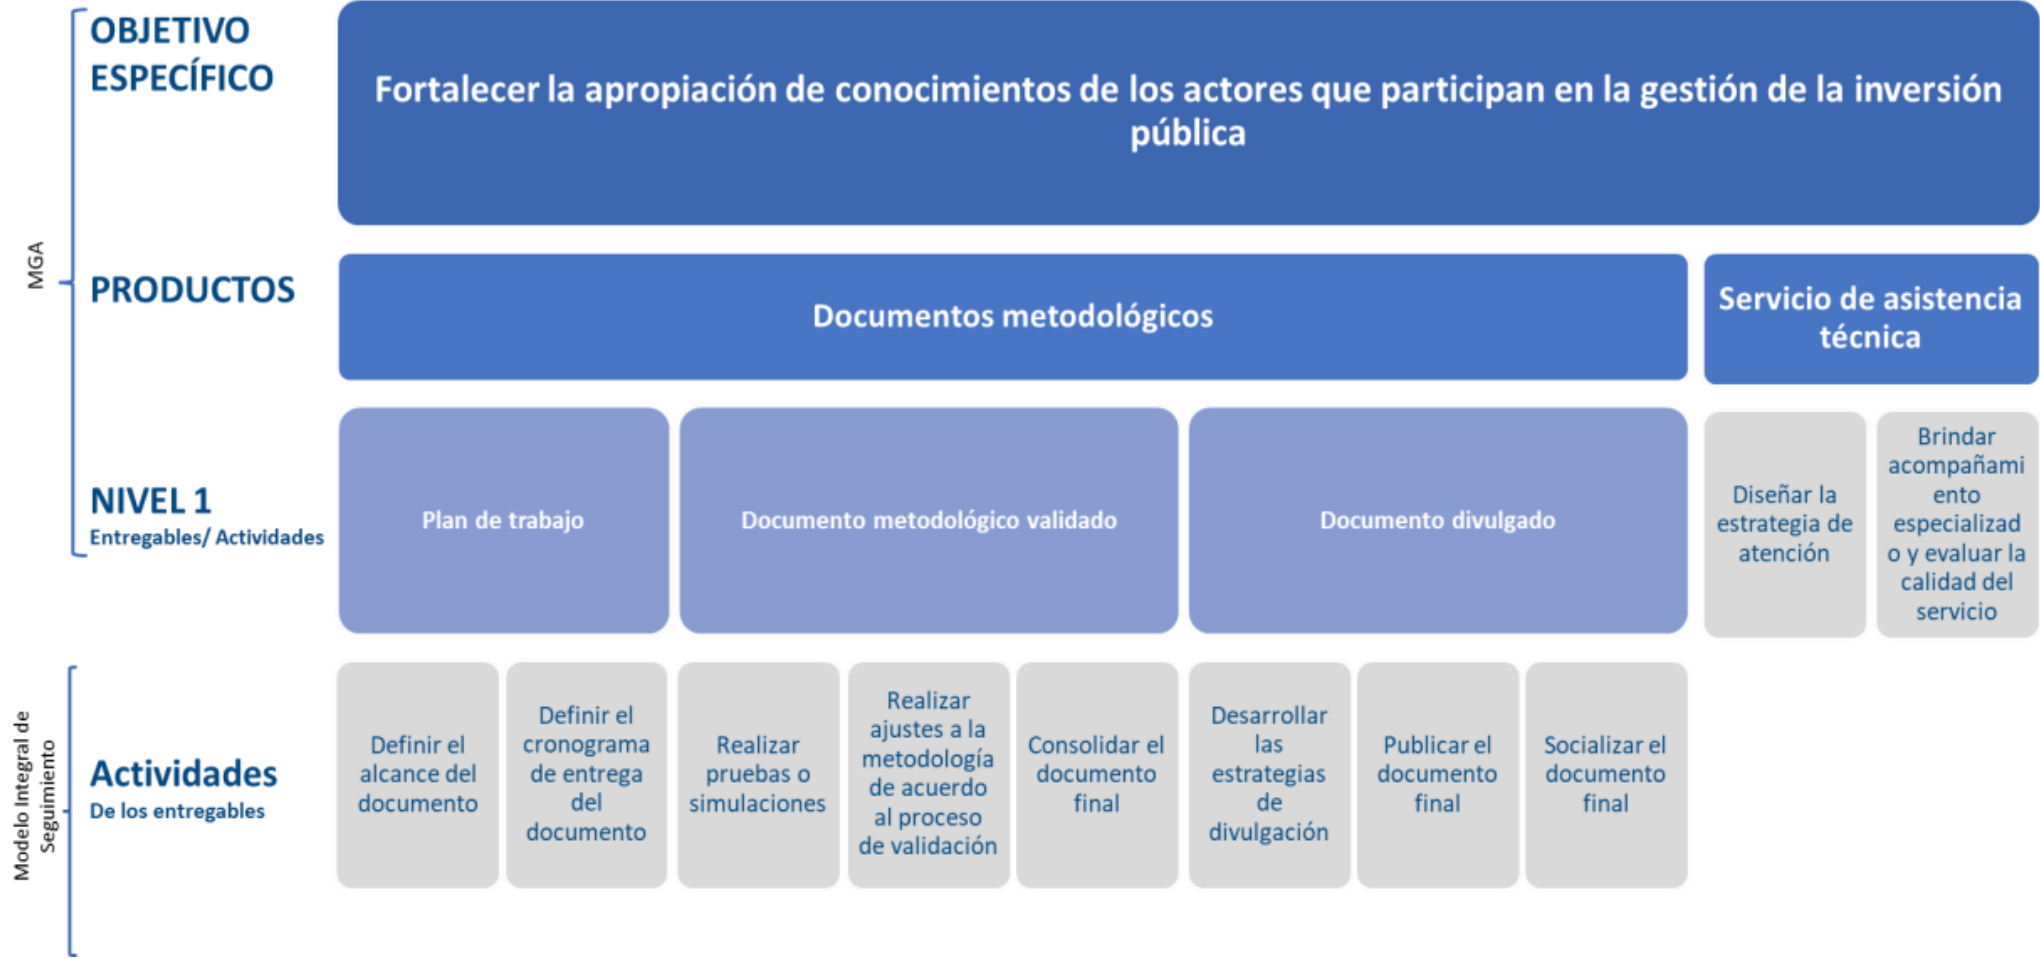 OBJETIVO
ESPECÍFICO
Fortalecer la apropiación de conocimientos de los actores que participan en la gestión de la inversión
pública
MGA
PRODUCTOS
Documentos metodológicos
Servicio de asistencia
técnica
NIVEL 1
Entregables/ Actividades
Plan de trabajo
Documento metodológico validado
Documento divulgado
Diseñar la
estrategia de
atención
Brindar
acompañami
ento
especializad
o y evaluar la
calidad del
servicio
Modelo Integral de
Seguimiento
Actividades
De los entregables
Definir el
alcance del
documento
Definir el
cronograma
de entrega
del
documento
Realizar
pruebas o
simulaciones
Realizar
ajustes a la
metodología
de acuerdo
al proceso
de validación
Consolidar el
documento
final
Desarrollar
las
estrategias
de
divulgación
Publicar el
documento
final
Socializar el
documento
final